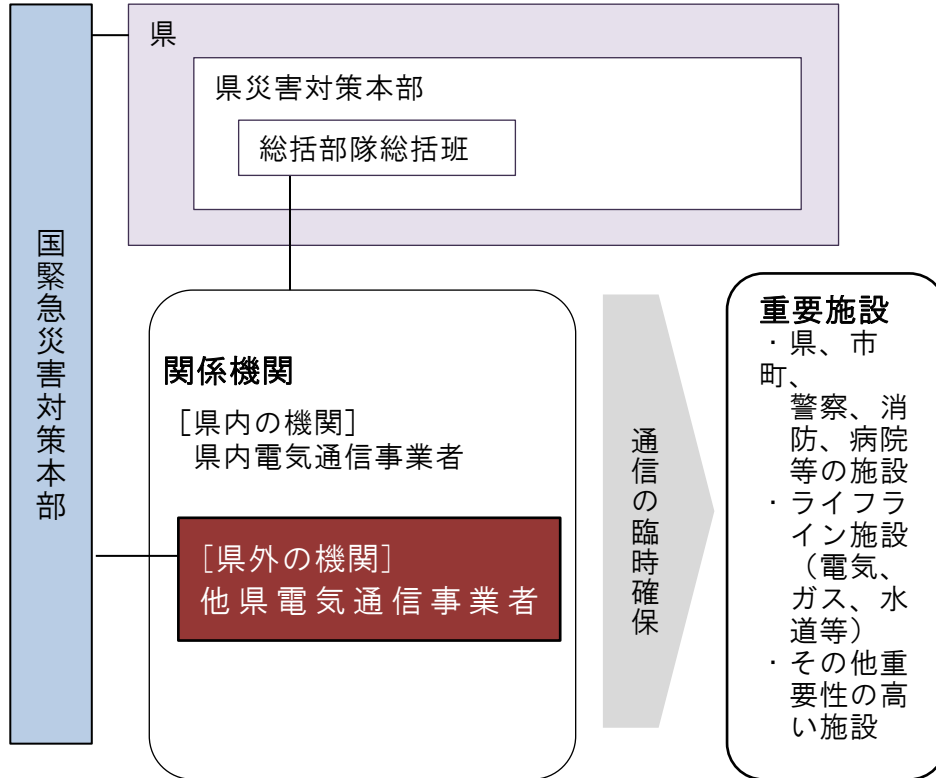 国緊急災害対策本部
県
県災害対策本部
総括部隊総括班
関係機関
［県内の機関］
県内電気通信事業者
［県外の機関］
他県電気通信事業者
通信の臨時確保
重要施設
・県、市
町、
警察、消
防、病院
等の施設
・ライフラ
イン施設
（電気、
ガス、水
道等）
・その他重
要性の高
い施設